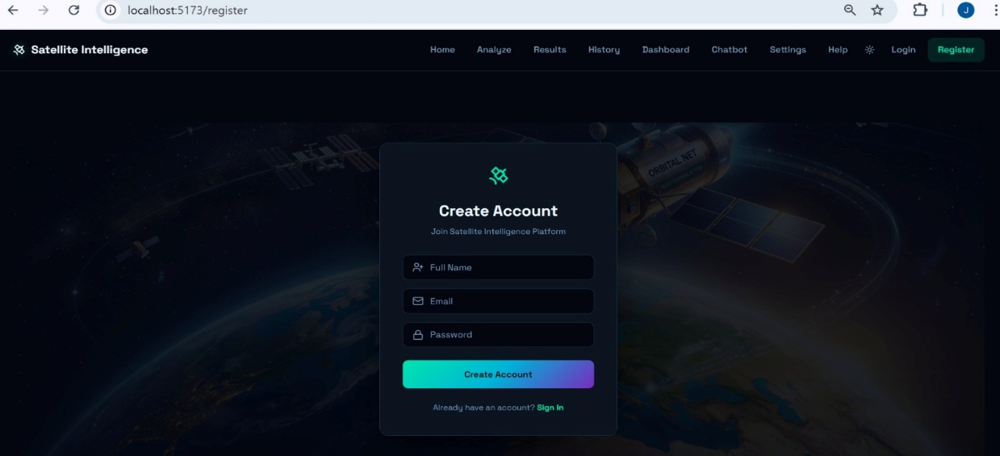 localhost:5173/register
J
Satellite Intelligence
Home Analyze Results History Dashboard Chatbot Settings Help Login Register
ORBITAL NET
Create Account
Join Satellite Intelligence Platform
Full Name
Email
Password
Create Account
Already have an account? Sign In